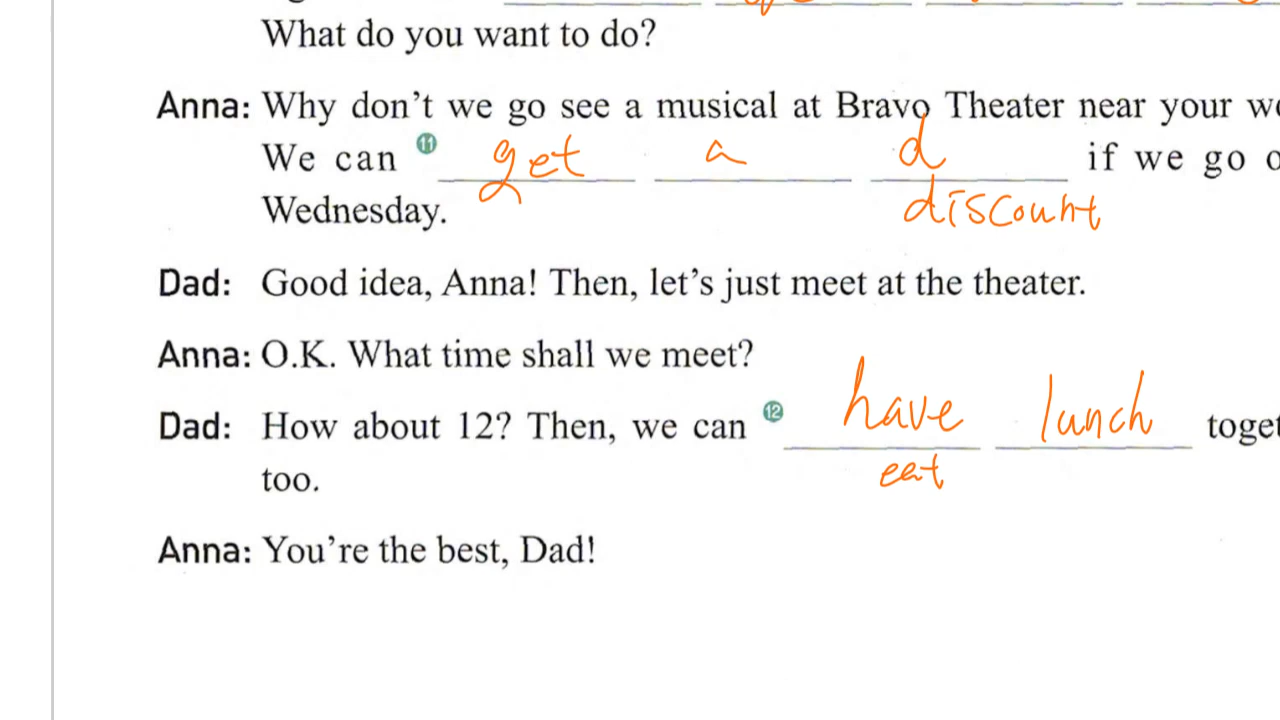 What do you want to do?
Anna: Why don't we go see a musical at Bravo Theater near your
We can ⑪ get a d if we go
discount
Wednesday.
Dad: Good idea, Anna! Then, let's just meet at the theater.
Anna: O.K. What time shall we meet?
Dad: How about 12? Then, we can ⑫ have lunch
eat
too.
Anna: You're the best, Dad!